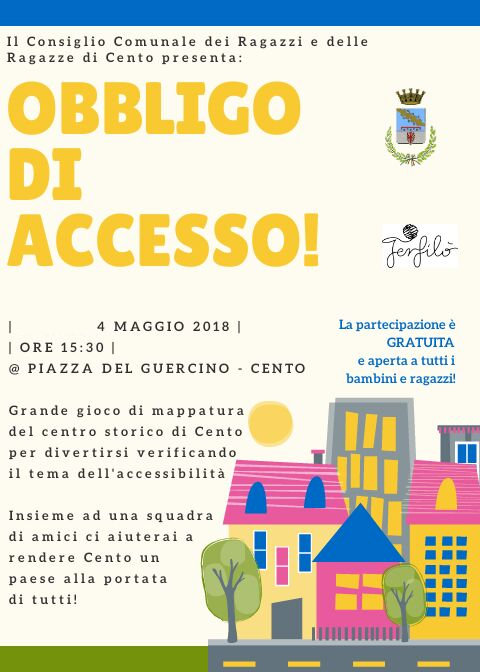 Il Consiglio Comunale dei Ragazzi e delle
Ragazze di Cento presenta:
OBBLIGO
DI
ACCESSO!
Ferfilò
| 4 MAGGIO 2018 |
| ORE 15:30 |
@ PIAZZA DEL GUERCINO - CENTO
La partecipazione è
GRATUITA
e aperta a tutti i
bambini e ragazzi!
Grande gioco di mappatura
del centro storico di Cento
per divertirsi verificando
il tema dell'accessibilità
Insieme ad una squadra
di amici ci aiuterai a
rendere Cento un
paese alla portata
di tutti!